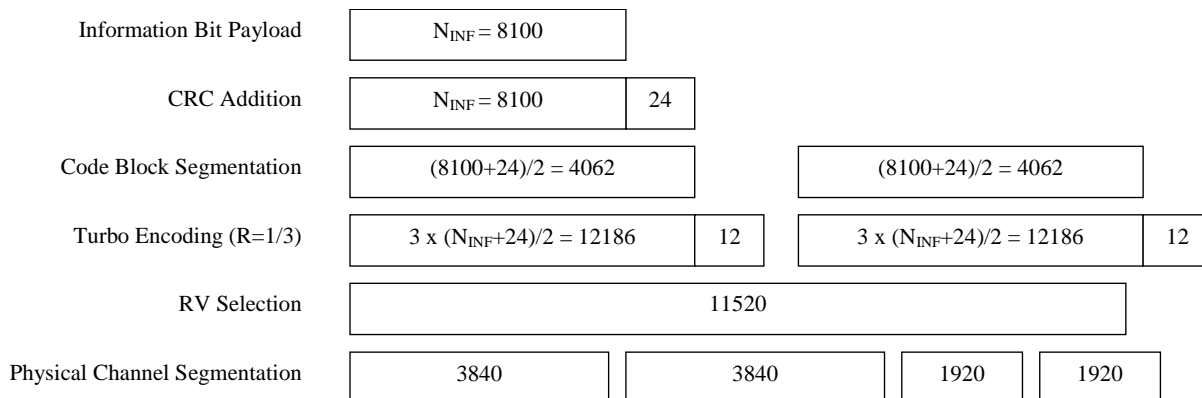 Information Bit Payload N_INF = 8100
CRC Addition N_INF = 8100 24
Code Block Segmentation (8100+24)/2 = 4062 (8100+24)/2 = 4062
Turbo Encoding (R=1/3) 3 x (N_INF+24)/2 = 12186 12 3 x (N_INF+24)/2 = 12186 12
RV Selection 11520
Physical Channel Segmentation 3840 3840 1920 1920